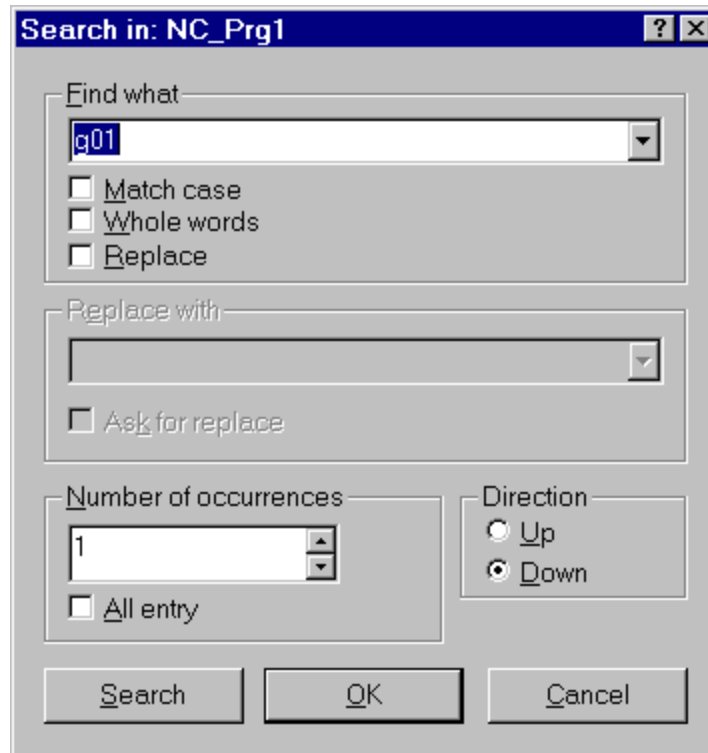 Search in: NC_Prg1
Find what
g01
Match case
Whole words
Replace
Replace with
Ask for replace
Number of occurrences
1
All entry
Direction
Up
Down
Search
OK
Cancel